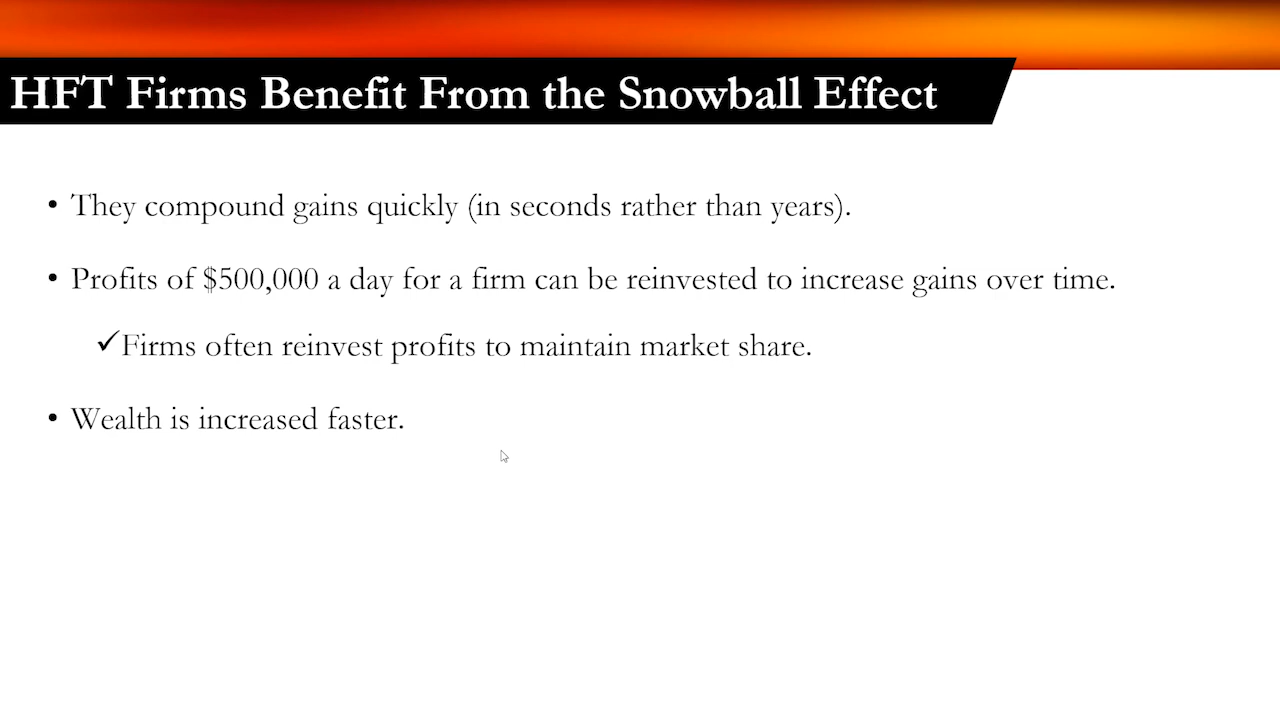 HFT Firms Benefit From the Snowball Effect
• They compound gains quickly (in seconds rather than years).
• Profits of $500,000 a day for a firm can be reinvested to increase gains over time.
✓Firms often reinvest profits to maintain market share.
• Wealth is increased faster.